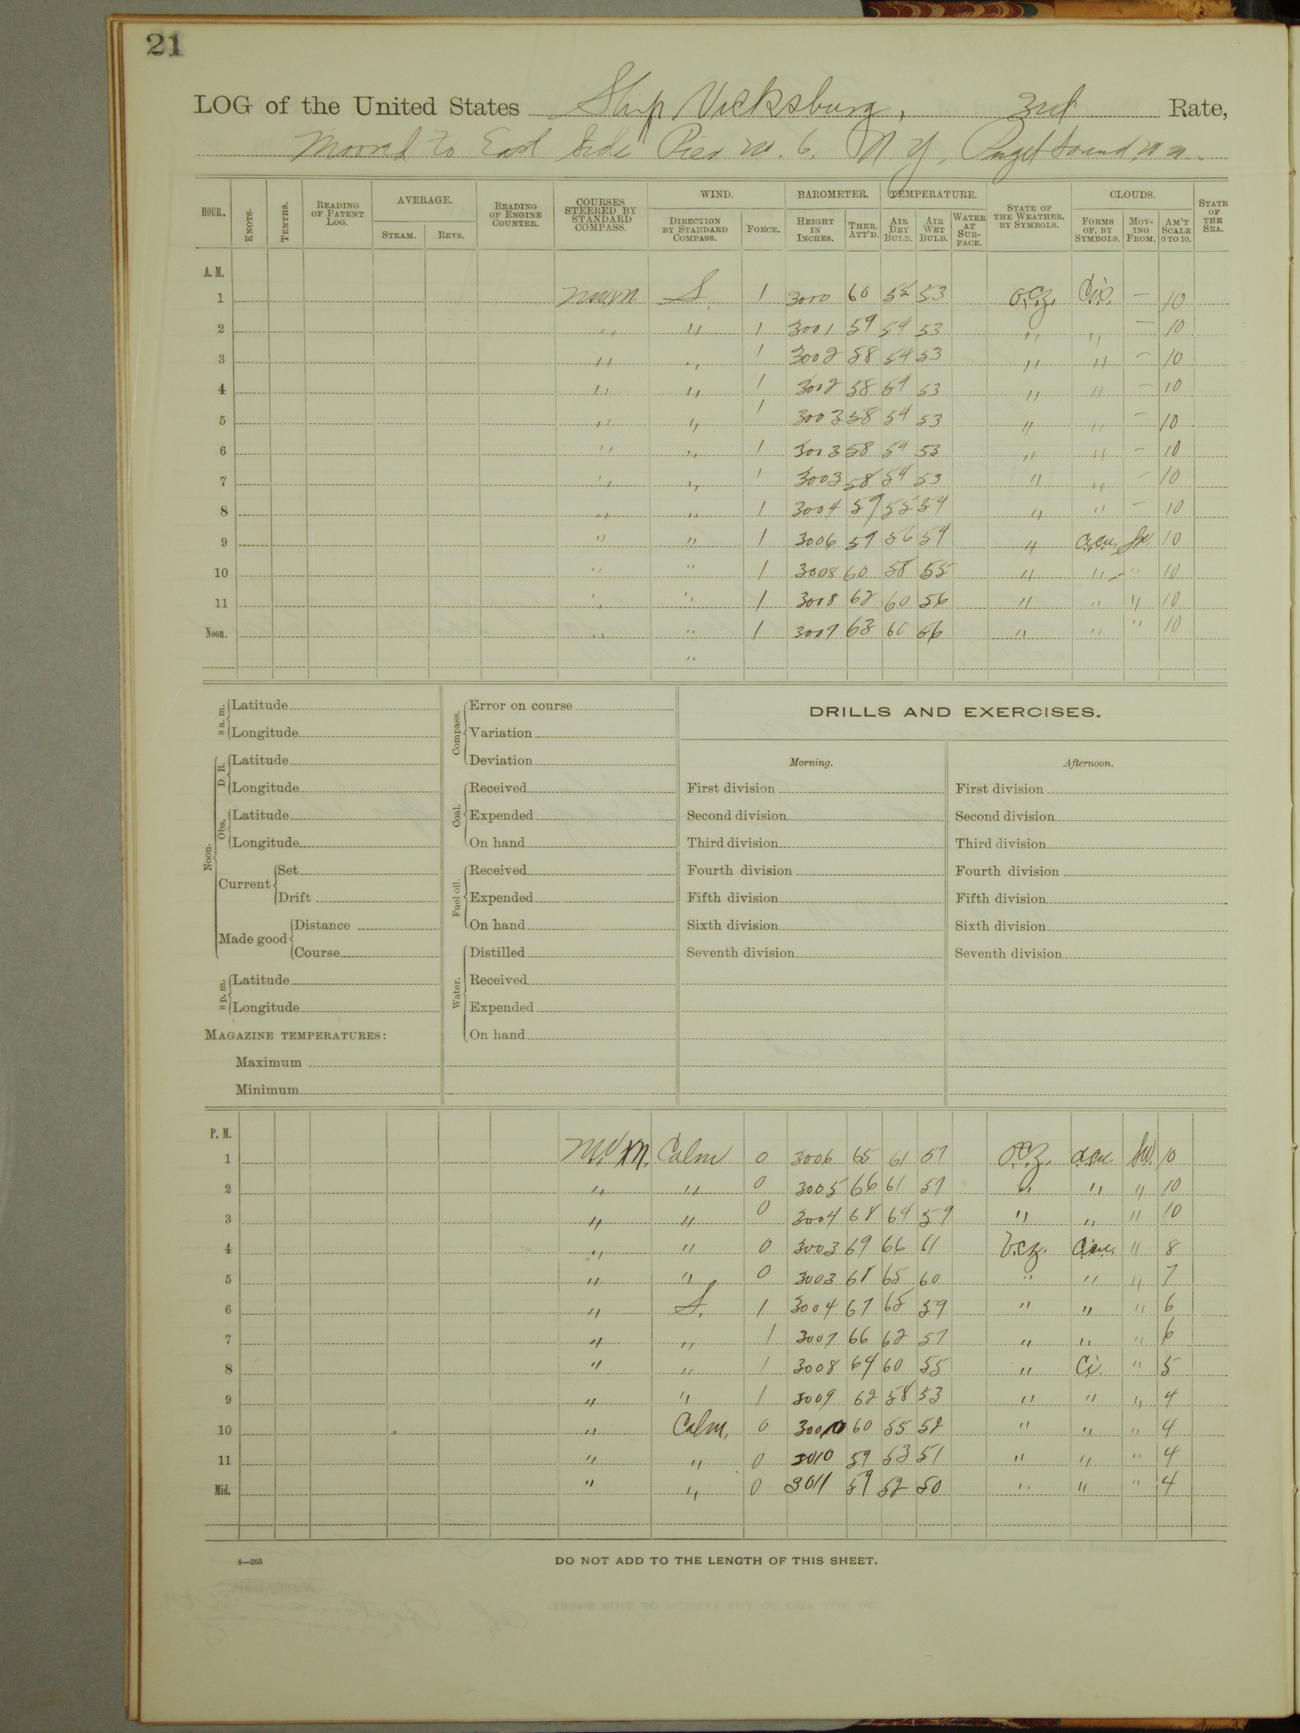 21
LOG of the United States Ship Vicksburg, 3rd Rate,
Moored to East Side Pier No. 6. N Y, Puget Sound, Wn.
HOUR. KNOTS. TENTHS. READING OF PATENT LOG. AVERAGE. STEAM. REVS. READING OF ENGINE COUNTER. COURSES STEERED BY STANDARD COMPASS. WIND. DIRECTION BY STANDARD COMPASS. FORCE. BAROMETER. HEIGHT IN INCHES. THER. ATT'D. TEMPERATURE. AIR DRY BULB. AIR WET BULB. WATER AT SURFACE. STATE OF THE WEATHER, BY SYMBOLS. CLOUDS. FORMS OF, BY SYMBOLS. MOVING FROM. AM'T SCALE 0 TO 10. STATE OF THE SEA.
A. M.
1 S. 1 3000 60 54 53 o.c.z. — 10
2 " " 1 3001 59 54 53 " " — 10
3 " " 1 3002 58 54 53 " " — 10
4 " " 1 3002 58 54 53 " " — 10
5 " " 1 3003 58 54 53 " " — 10
6 " " 1 3003 58 54 53 " " — 10
7 " " 1 3003 58 54 53 " " — 10
8 " " 1 3004 59 55 54 " " — 10
9 " " 1 3006 59 56 54 " a.cu. Sw. 10
10 " " 1 3008 60 58 55 " " " 10
11 " " 1 3008 62 60 56 " " " 10
Noon. " " 1 3007 63 60 56 " " " 10
"
8 a. m. Latitude
Longitude
Noon. D. R. Latitude
Longitude
Obs. Latitude
Longitude
Current Set
Drift
Made good Distance
Course
8 p. m. Latitude
Longitude
MAGAZINE TEMPERATURES:
Maximum
Minimum
Compass. Error on course
Variation
Deviation
Coal. Received
Expended
On hand
Fuel oil. Received
Expended
On hand
Water. Distilled
Received
Expended
On hand
DRILLS AND EXERCISES.
Morning.
First division
Second division
Third division
Fourth division
Fifth division
Sixth division
Seventh division
Afternoon.
First division
Second division
Third division
Fourth division
Fifth division
Sixth division
Seventh division
P. M.
1 Calm 0 3006 65 61 57 o.c.z. a.cu. Sw. 10
2 " " 0 3005 66 61 57 " " " 10
3 " " 0 3004 68 64 59 " " " 10
4 " " 0 3003 69 66 61 b.c.z. " 8
5 " " 0 3003 68 65 60 " " " 7
6 " S. 1 3004 67 65 59 " " " 6
7 " " 1 3007 66 62 57 " " " 6
8 " " 1 3008 64 60 55 " Ci. " 5
9 " " 1 3009 62 58 53 " " " 4
10 " Calm, 0 3010 60 55 52 " " " 4
11 " " 0 3010 59 53 51 " " " 4
Mid. " " 0 3011 59 52 50 " " " 4
4—265
DO NOT ADD TO THE LENGTH OF THIS SHEET.